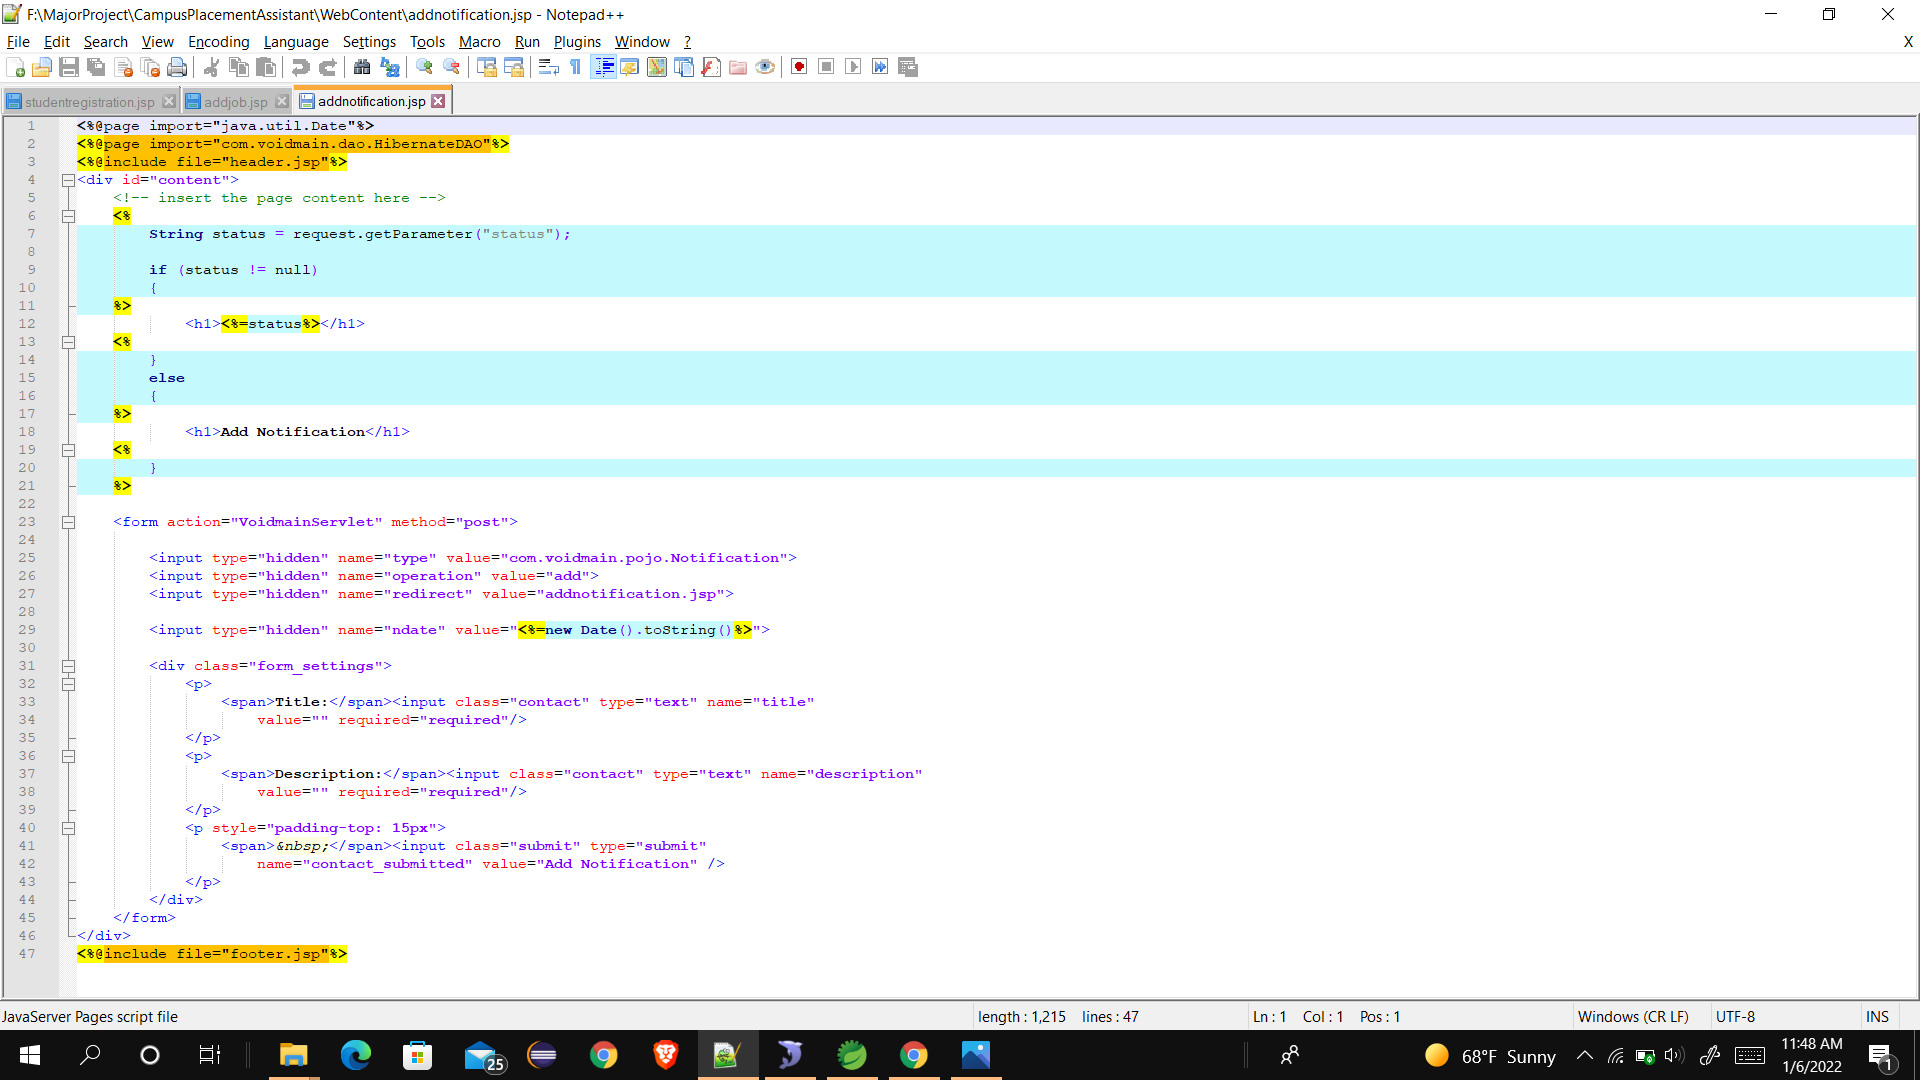 F:\MajorProject\CampusPlacementAssistant\WebContent\addnotification.jsp - Notepad++
File Edit Search View Encoding Language Settings Tools Macro Run Plugins Window ? X
studentregistration.jsp addjob.jsp addnotification.jsp
1 <%@page import="java.util.Date"%>
2 <%@page import="com.voidmain.dao.HibernateDAO"%>
3 <%@include file="header.jsp"%>
4 <div id="content">
5 <!-- insert the page content here -->
6 <%
7 String status = request.getParameter("status");
8
9 if (status != null)
10 {
11 %>
12 <h1><%=status%></h1>
13 <%
14 }
15 else
16 {
17 %>
18 <h1>Add Notification</h1>
19 <%
20 }
21 %>
22
23 <form action="VoidmainServlet" method="post">
24
25 <input type="hidden" name="type" value="com.voidmain.pojo.Notification">
26 <input type="hidden" name="operation" value="add">
27 <input type="hidden" name="redirect" value="addnotification.jsp">
28
29 <input type="hidden" name="ndate" value="<%=new Date().toString()%>">
30
31 <div class="form_settings">
32 <p>
33 <span>Title:</span><input class="contact" type="text" name="title"
34 value="" required="required"/>
35 </p>
36 <p>
37 <span>Description:</span><input class="contact" type="text" name="description"
38 value="" required="required"/>
39 </p>
40 <p style="padding-top: 15px">
41 <span>&nbsp;</span><input class="submit" type="submit"
42 name="contact_submitted" value="Add Notification" />
43 </p>
44 </div>
45 </form>
46 </div>
47 <%@include file="footer.jsp"%>
JavaServer Pages script file length : 1,215 lines : 47 Ln : 1 Col : 1 Pos : 1 Windows (CR LF) UTF-8 INS
25 68°F Sunny 11:48 AM
1/6/2022 1